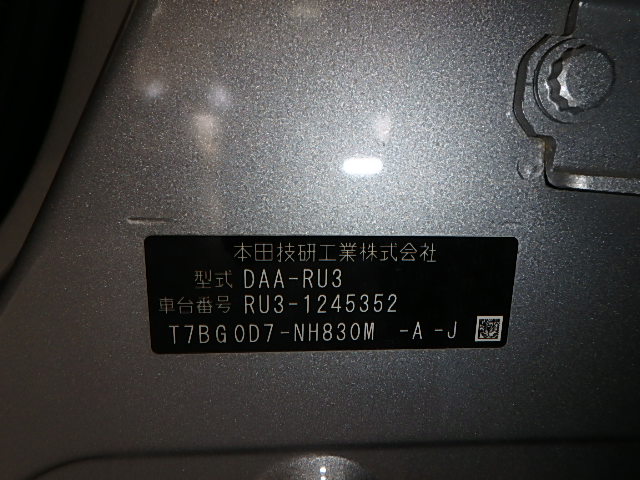 本田技研工業株式会社
型式 DAA-RU3
車台番号 RU3-1245352
T7BG0D7-NH830M -A-J